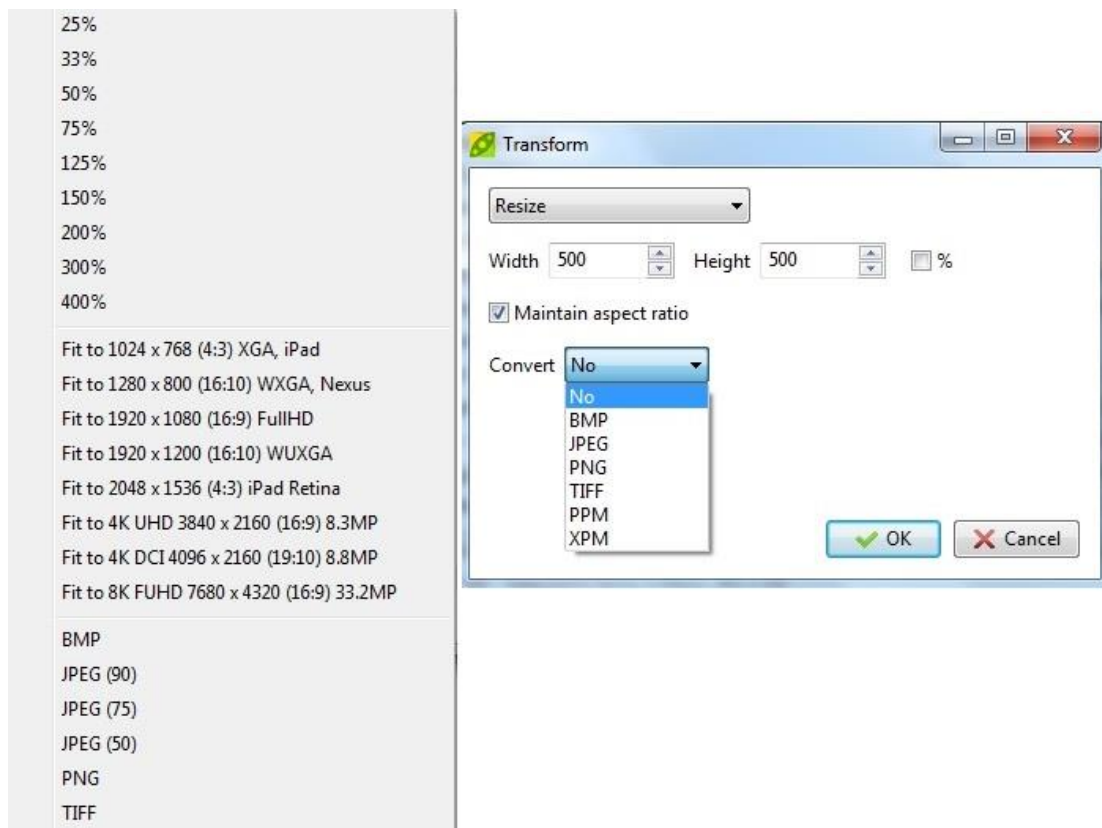 25%
33%
50%
75%
125%
150%
200%
300%
400%
Fit to 1024 x 768 (4:3) XGA, iPad
Fit to 1280 x 800 (16:10) WXGA, Nexus
Fit to 1920 x 1080 (16:9) FullHD
Fit to 1920 x 1200 (16:10) WUXGA
Fit to 2048 x 1536 (4:3) iPad Retina
Fit to 4K UHD 3840 x 2160 (16:9) 8.3MP
Fit to 4K DCI 4096 x 2160 (19:10) 8.8MP
Fit to 8K FUHD 7680 x 4320 (16:9) 33.2MP
BMP
JPEG (90)
JPEG (75)
JPEG (50)
PNG
TIFF
Transform
Resize
Width 500 Height 500 %
Maintain aspect ratio
Convert No
No
BMP
JPEG
PNG
TIFF
PPM
XPM
OK Cancel